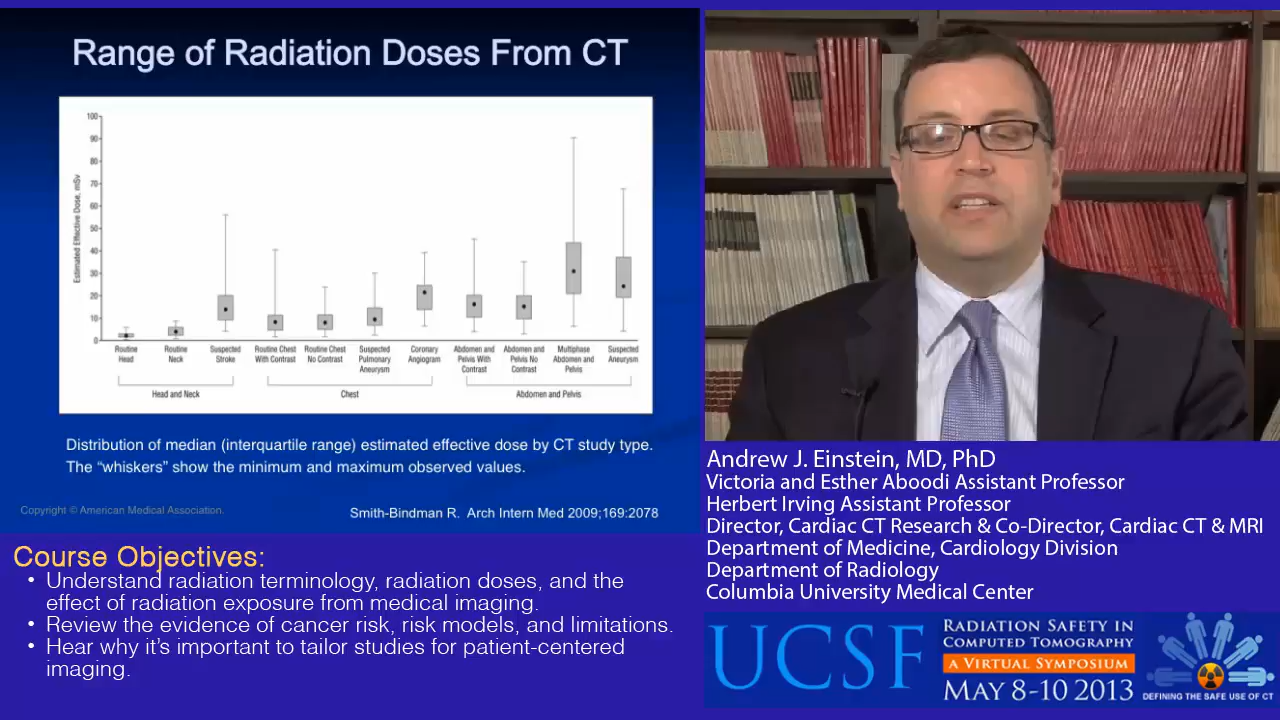 Range of Radiation Doses From CT
Estimated Effective Dose, mSv
100
90
80
70
60
50
40
30
20
10
0
Routine Head
Routine Neck
Suspected Stroke
Routine Chest With Contrast
Routine Chest No Contrast
Suspected Pulmonary Aneurysm
Coronary Angiogram
Abdomen and Pelvis With Contrast
Abdomen and Pelvis No Contrast
Multiphase Abdomen and Pelvis
Suspected Aneurysm
Head and Neck
Chest
Abdomen and Pelvis
Distribution of median (interquartile range) estimated effective dose by CT study type.
The “whiskers” show the minimum and maximum observed values.
Copyright © American Medical Association.
Smith-Bindman R. Arch Intern Med 2009;169:2078
Course Objectives:
• Understand radiation terminology, radiation doses, and the
effect of radiation exposure from medical imaging.
• Review the evidence of cancer risk, risk models, and limitations.
• Hear why it’s important to tailor studies for patient-centered
imaging.
Andrew J. Einstein, MD, PhD
Victoria and Esther Aboodi Assistant Professor
Herbert Irving Assistant Professor
Director, Cardiac CT Research & Co-Director, Cardiac CT & MRI
Department of Medicine, Cardiology Division
Department of Radiology
Columbia University Medical Center
UCSF
RADIATION SAFETY IN
COMPUTED TOMOGRAPHY
A VIRTUAL SYMPOSIUM
MAY 8-10 2013
DEFINING THE SAFE USE OF CT